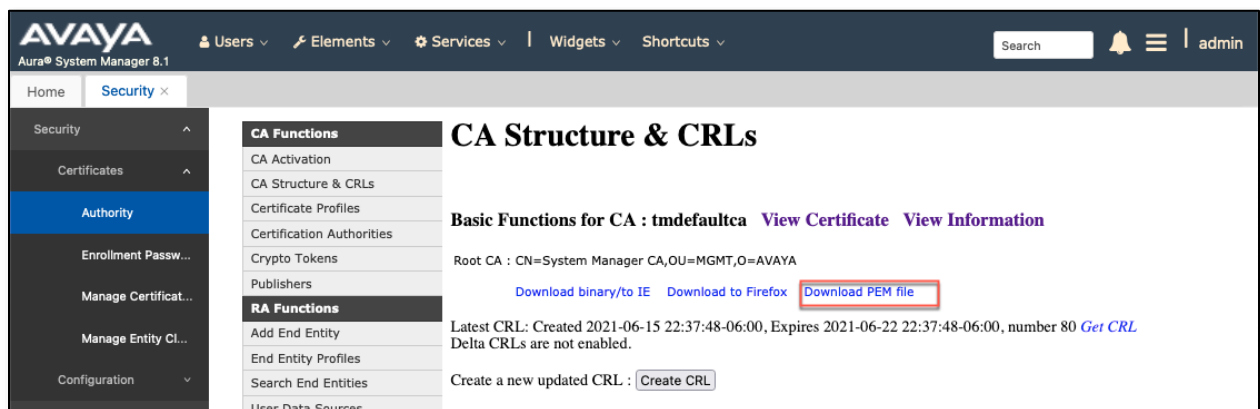 AVAYA
Aura® System Manager 8.1
Users
Elements
Services
Widgets
Shortcuts
Search
admin
Home
Security ×
Security
Certificates
Authority
Enrollment Passw...
Manage Certificat...
Manage Entity Cl...
Configuration
CA Functions
CA Activation
CA Structure & CRLs
Certificate Profiles
Certification Authorities
Crypto Tokens
Publishers
RA Functions
Add End Entity
End Entity Profiles
Search End Entities
User Data Sources
CA Structure & CRLs
Basic Functions for CA : tmdefaultca View Certificate View Information
Root CA : CN=System Manager CA,OU=MGMT,O=AVAYA
Download binary/to IE Download to Firefox Download PEM file
Latest CRL: Created 2021-06-15 22:37:48-06:00, Expires 2021-06-22 22:37:48-06:00, number 80 Get CRL
Delta CRLs are not enabled.
Create a new updated CRL : Create CRL